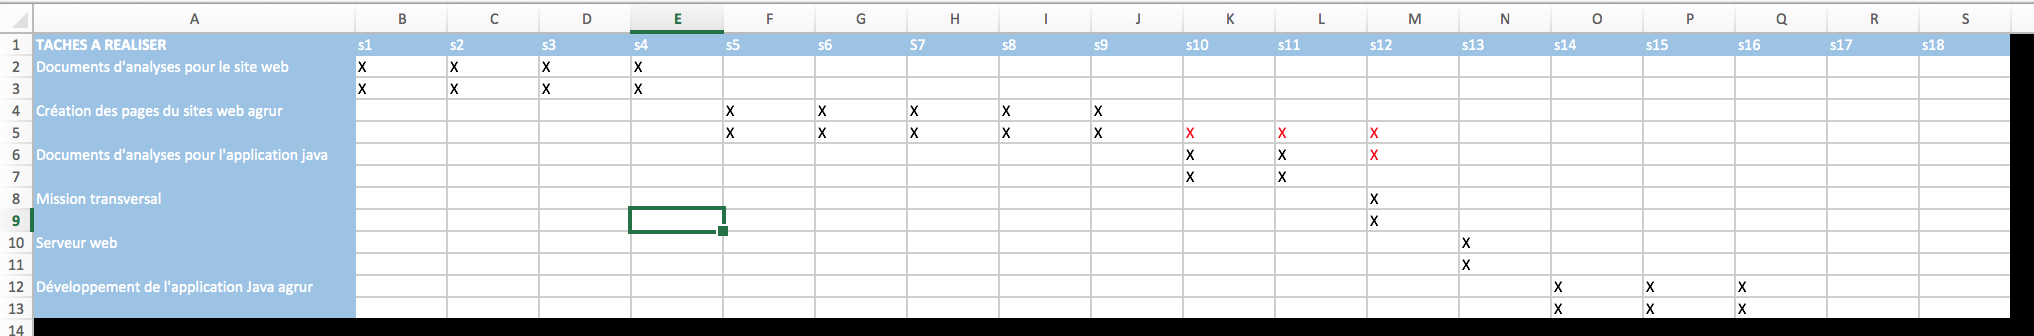 A B C D E F G H I J K L M N O P Q R S
1 TACHES A REALISER s1 s2 s3 s4 s5 s6 S7 s8 s9 s10 s11 s12 s13 s14 s15 s16 s17 s18
2 Documents d'analyses pour le site web X X X X
3 X X X X
4 Création des pages du sites web agrur X X X X X
5 X X X X X X X X
6 Documents d'analyses pour l'application java X X X
7 X X
8 Mission transversal X
9 X
10 Serveur web X
11 X
12 Développement de l'application Java agrur X X X
13 X X X
14